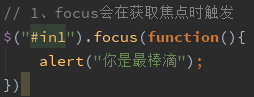 // 1、focus会在获取焦点时触发
$("#in1").focus(function(){
    alert("你是最棒滴");
})